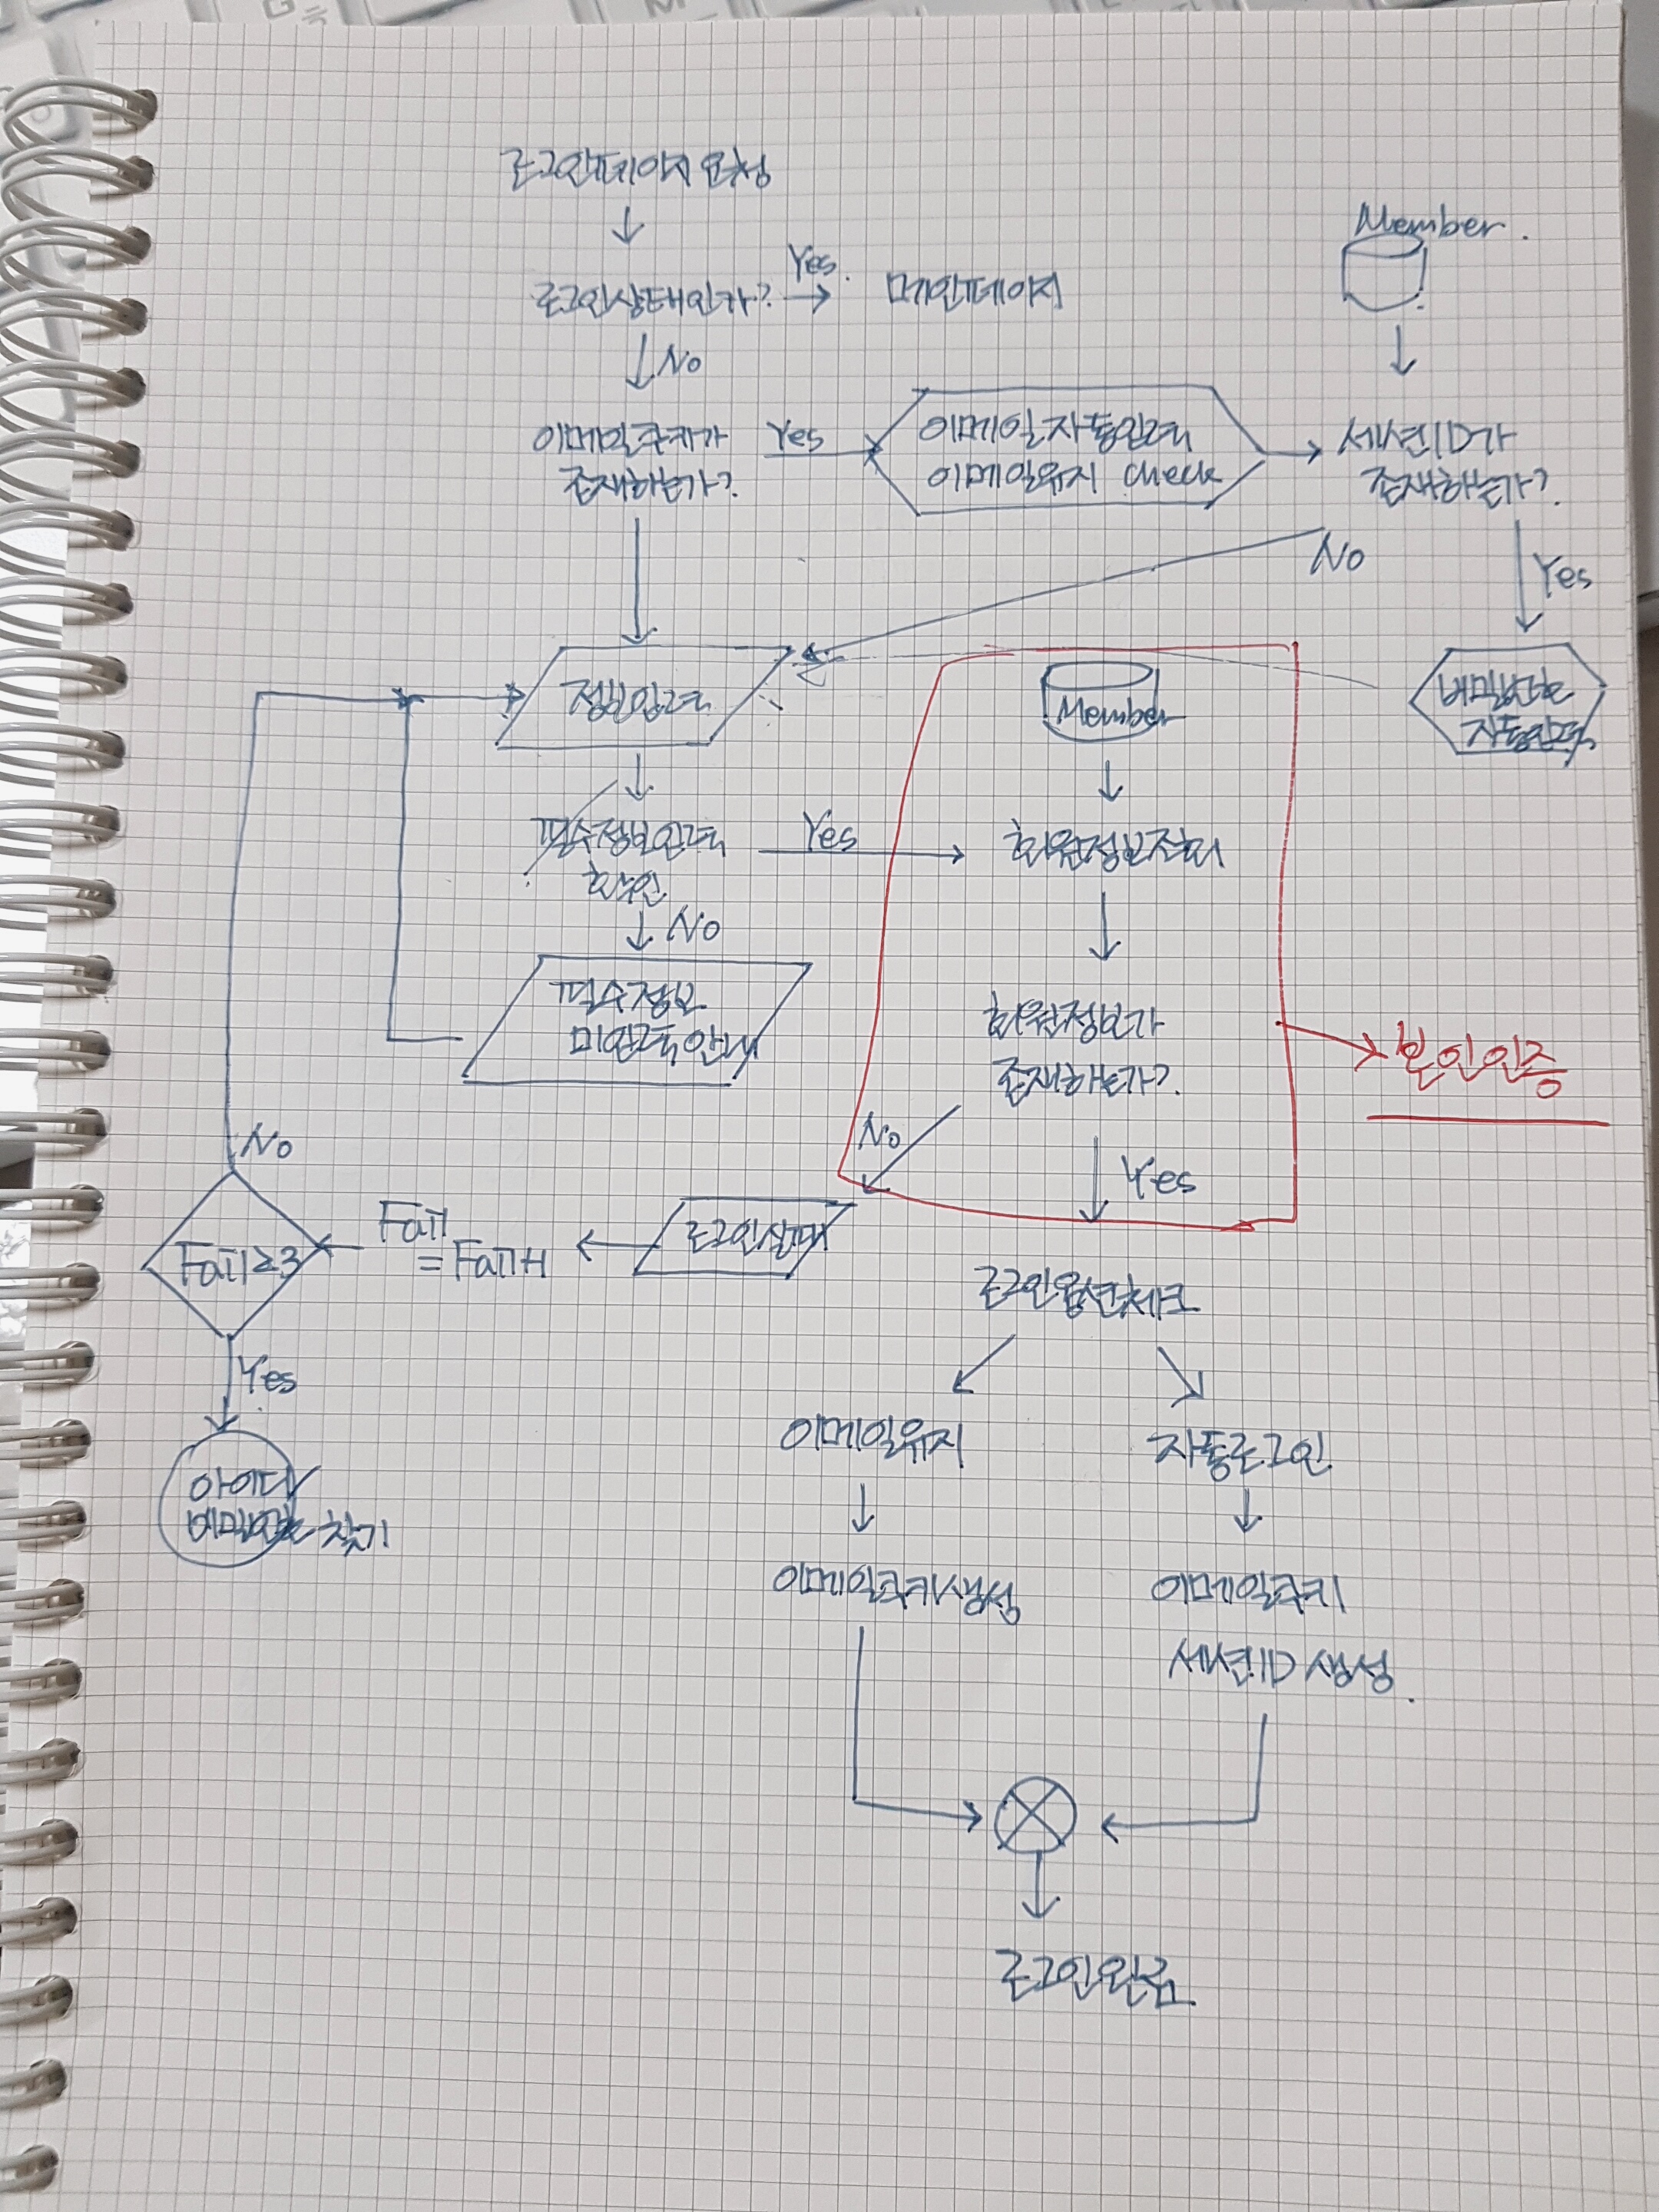 로그인페이지 요청
Member.
로그인상태인가?
Yes.
메인페이지
No
이메일쿠키가
존재하는가?
Yes
이메일자동입력
이메일유지 check
세션ID가
존재하는가?
No
Yes
정보입력
Member
비밀번호
자동입력
필수정보입력
확인
Yes
회원정보조회
No
필수정보
미입력안내
회원정보가
존재하는가?
본인인증
No
Yes
No
Fail≥3
Fail
=Fail+1
로그인실패
로그인옵션체크
Yes
이메일유지
자동로그인
아이디
비밀번호 찾기
이메일쿠키생성
이메일쿠키
세션ID 생성.
로그인완료